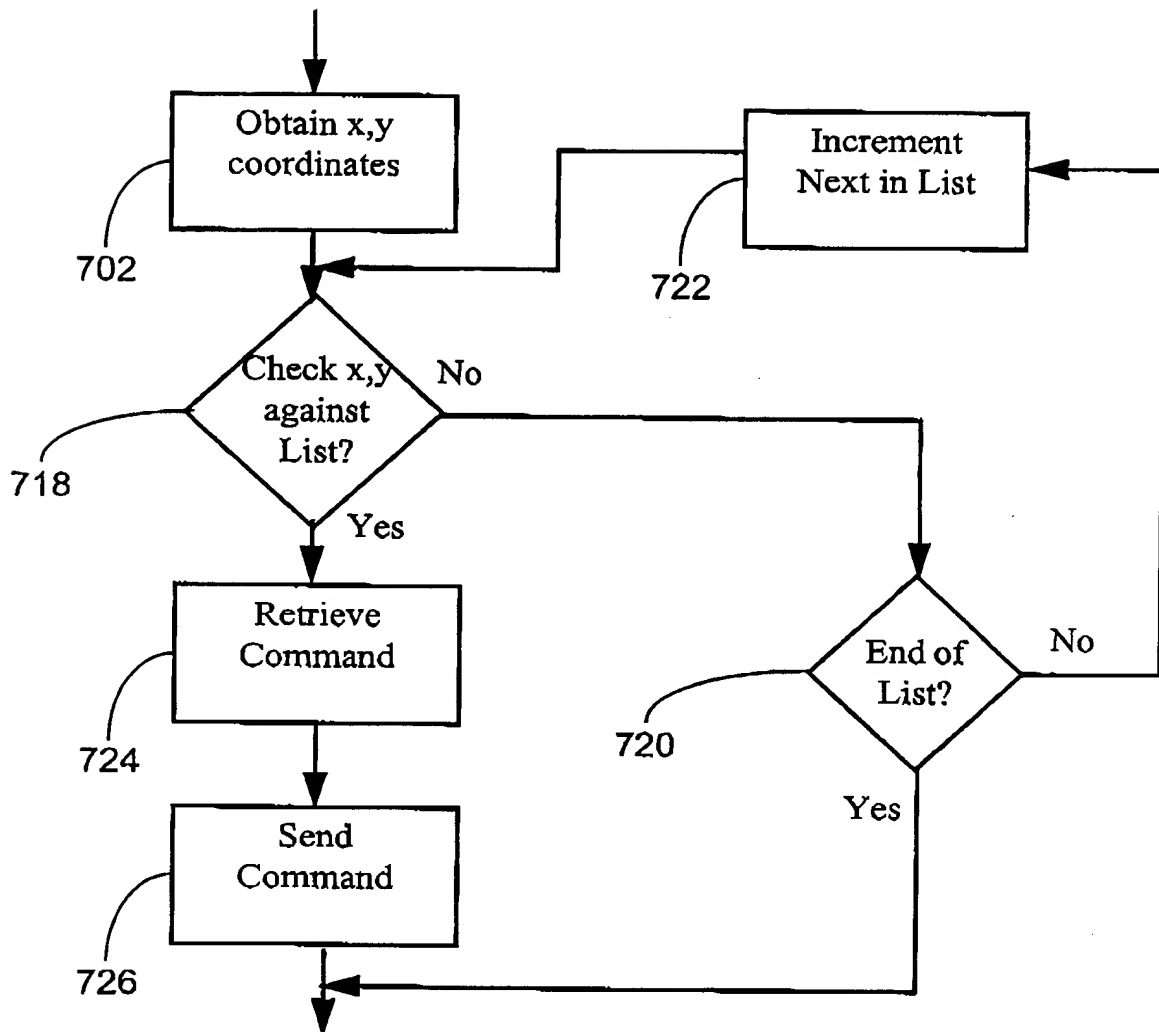 Obtain x,y
coordinates
702
Increment
Next in List
722
Check x,y
against
List?
No
718
Yes
Retrieve
Command
724
End of
List?
No
720
Yes
Send
Command
726